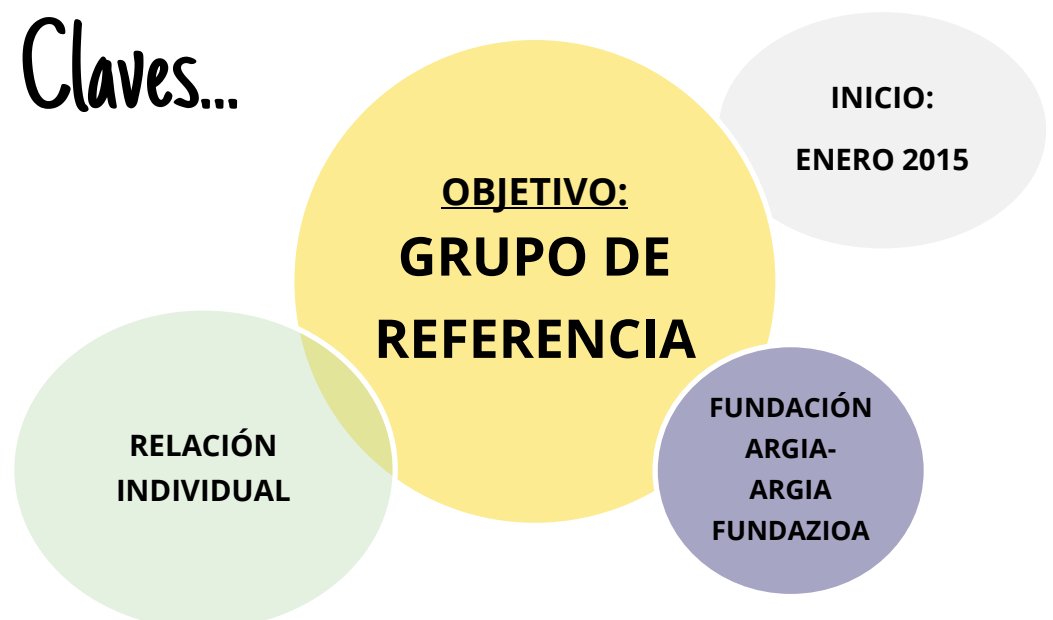 Claves...
INICIO:
ENERO 2015
OBJETIVO:
GRUPO DE
REFERENCIA
RELACIÓN
INDIVIDUAL
FUNDACIÓN
ARGIA-
ARGIA
FUNDAZIOA